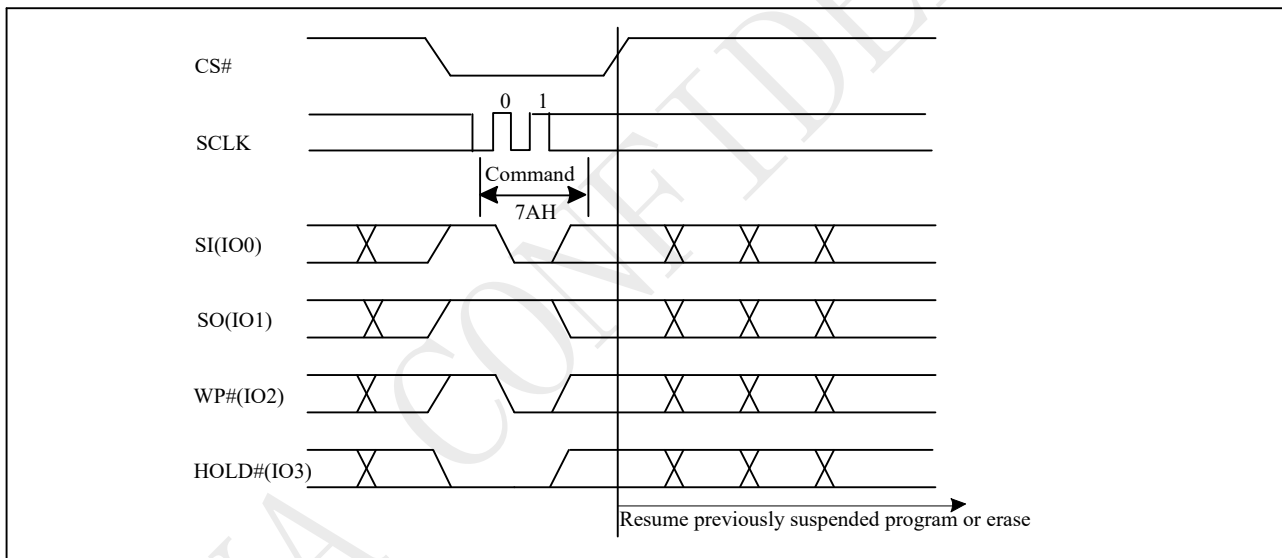 CS#
0 1
SCLK
Command
7AH
SI(IO0)
SO(IO1)
WP#(IO2)
HOLD#(IO3)
Resume previously suspended program or erase